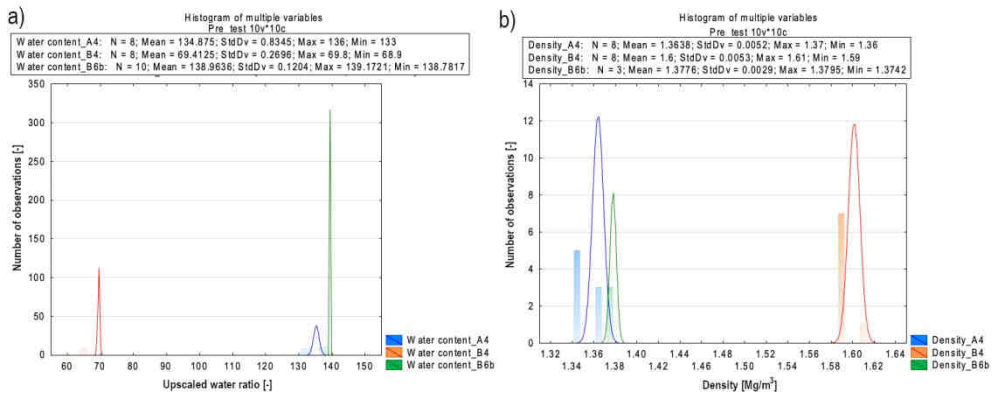 a)
Histogram of multiple variables
Pre_test 10v*10c
Water content_A4: N = 8; Mean = 134.875; StdDv = 0.8345; Max = 136; Min = 133
Water content_B4: N = 8; Mean = 69.4125; StdDv = 0.2696; Max = 69.8; Min = 68.9
Water content_B6b: N = 10; Mean = 138.9636; StdDv = 0.1204; Max = 139.1721; Min = 138.7817
350
300
250
200
150
100
50
0
Number of observations [-]
60 70 80 90 100 110 120 130 140 150
Upscaled water ratio [-]
Water content_A4
Water content_B4
Water content_B6b
b)
Histogram of multiple variables
Pre_test 10v*10c
Density_A4: N = 8; Mean = 1.3638; StdDv = 0.0052; Max = 1.37; Min = 1.36
Density_B4: N = 8; Mean = 1.6; StdDv = 0.0053; Max = 1.61; Min = 1.59
Density_B6b: N = 3; Mean = 1.3776; StdDv = 0.0029; Max = 1.3795; Min = 1.3742
14
12
10
8
6
4
2
0
Number of observations [-]
1.32 1.36 1.40 1.44 1.48 1.52 1.56 1.60 1.64
1.34 1.38 1.42 1.46 1.50 1.54 1.58 1.62
Density [Mg/m³]
Density_A4
Density_B4
Density_B6b